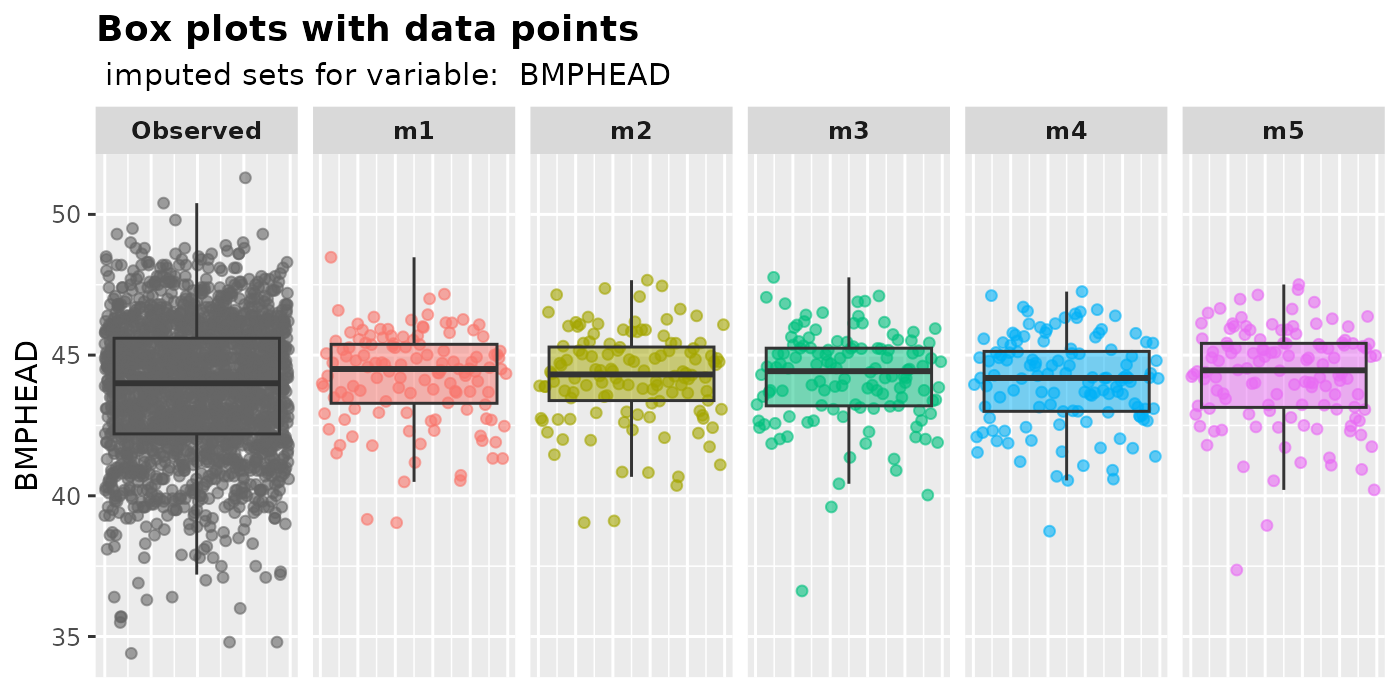 Box plots with data points
imputed sets for variable:  BMPHEAD
Observed
m1
m2
m3
m4
m5
BMPHEAD
50
45
40
35